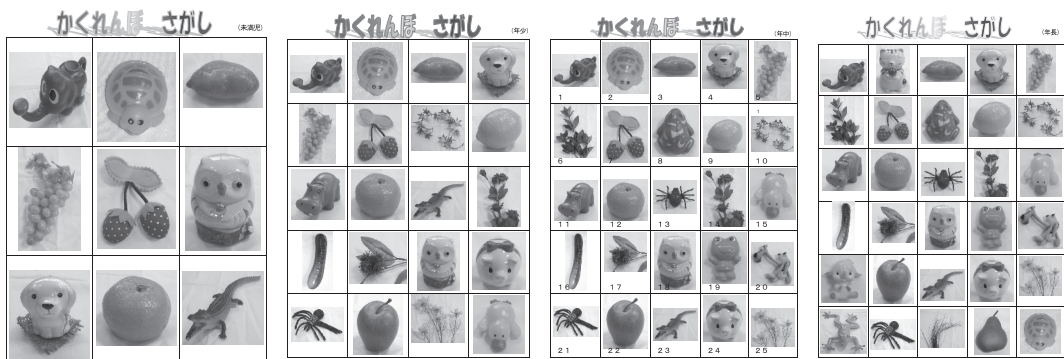 かくれんぼ さがし
(未満児)
かくれんぼ さがし
(年少)
かくれんぼ さがし
(年中)
1 2 3 4 5
6 7 8 9 10
11 12 13 14 15
16 17 18 19 20
21 22 23 24 25
かくれんぼ さがし
(年長)